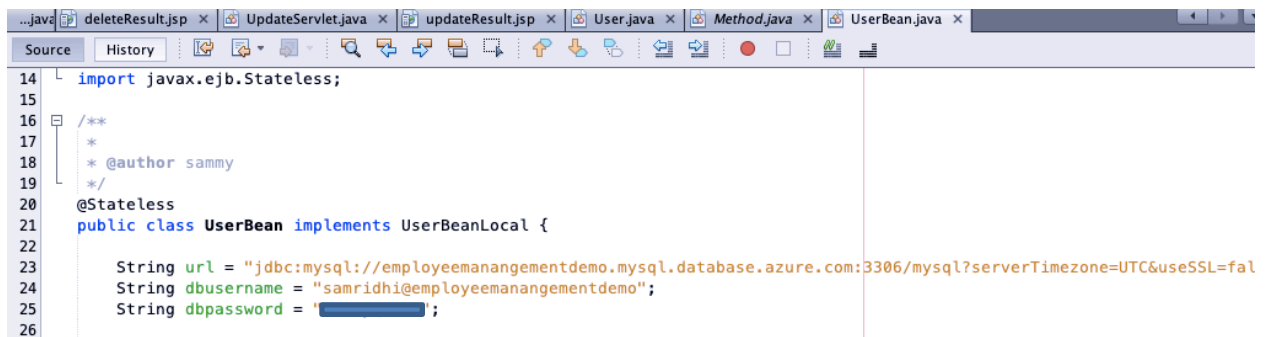 ...java deleteResult.jsp × UpdateServlet.java × updateResult.jsp × User.java × Method.java × UserBean.java ×
Source History
14 import javax.ejb.Stateless;
15
16 /**
17 *
18 * @author sammy
19 */
20 @Stateless
21 public class UserBean implements UserBeanLocal {
22
23 String url = "jdbc:mysql://employeemanangementdemo.mysql.database.azure.com:3306/mysql?serverTimezone=UTC&useSSL=fal
24 String dbusername = "samridhi@employeemanangementdemo";
25 String dbpassword = "";
26